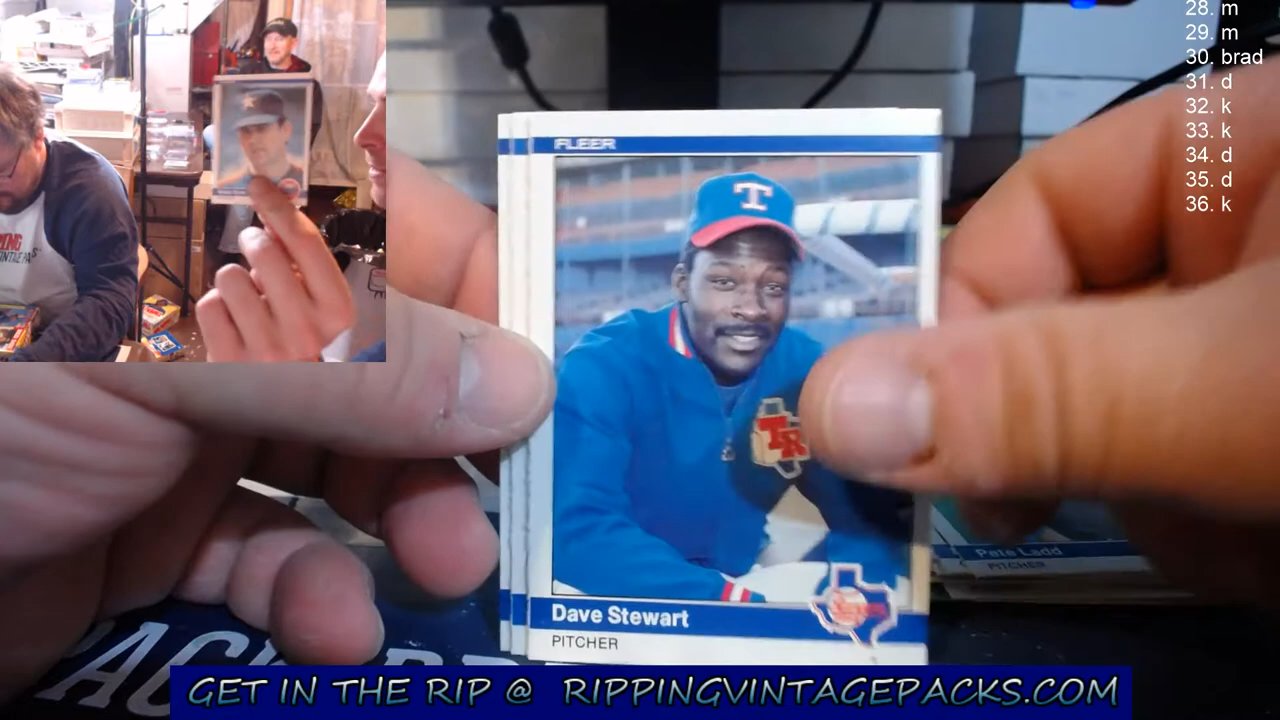 28. m
29. m
30. brad
31. d
32. k
33. k
34. d
35. d
36. k
FLEER
T
TR
Pete Ladd
PITCHER
Dave Stewart
PITCHER
GET IN THE RIP @ RIPPINGVINTAGEPACKS.COM